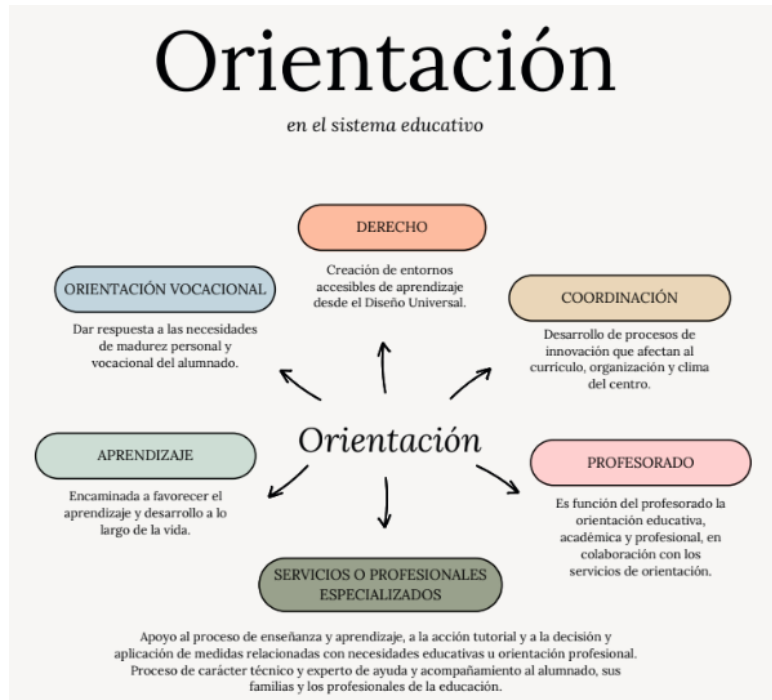 Orientación
en el sistema educativo
DERECHO
Creación de entornos
accesibles de aprendizaje
desde el Diseño Universal.
ORIENTACIÓN VOCACIONAL
Dar respuesta a las necesidades
de madurez personal y
vocacional del alumnado.
COORDINACIÓN
Desarrollo de procesos de
innovación que afectan al
currículo, organización y clima
del centro.
Orientación
APRENDIZAJE
Encaminada a favorecer el
aprendizaje y desarrollo a lo
largo de la vida.
PROFESORADO
Es función del profesorado la
orientación educativa,
académica y profesional, en
colaboración con los
servicios de orientación.
SERVICIOS O PROFESIONALES
ESPECIALIZADOS
Apoyo al proceso de enseñanza y aprendizaje, a la acción tutorial y a la decisión y
aplicación de medidas relacionadas con necesidades educativas u orientación profesional.
Proceso de carácter técnico y experto de ayuda y acompañamiento al alumnado, sus
familias y los profesionales de la educación.